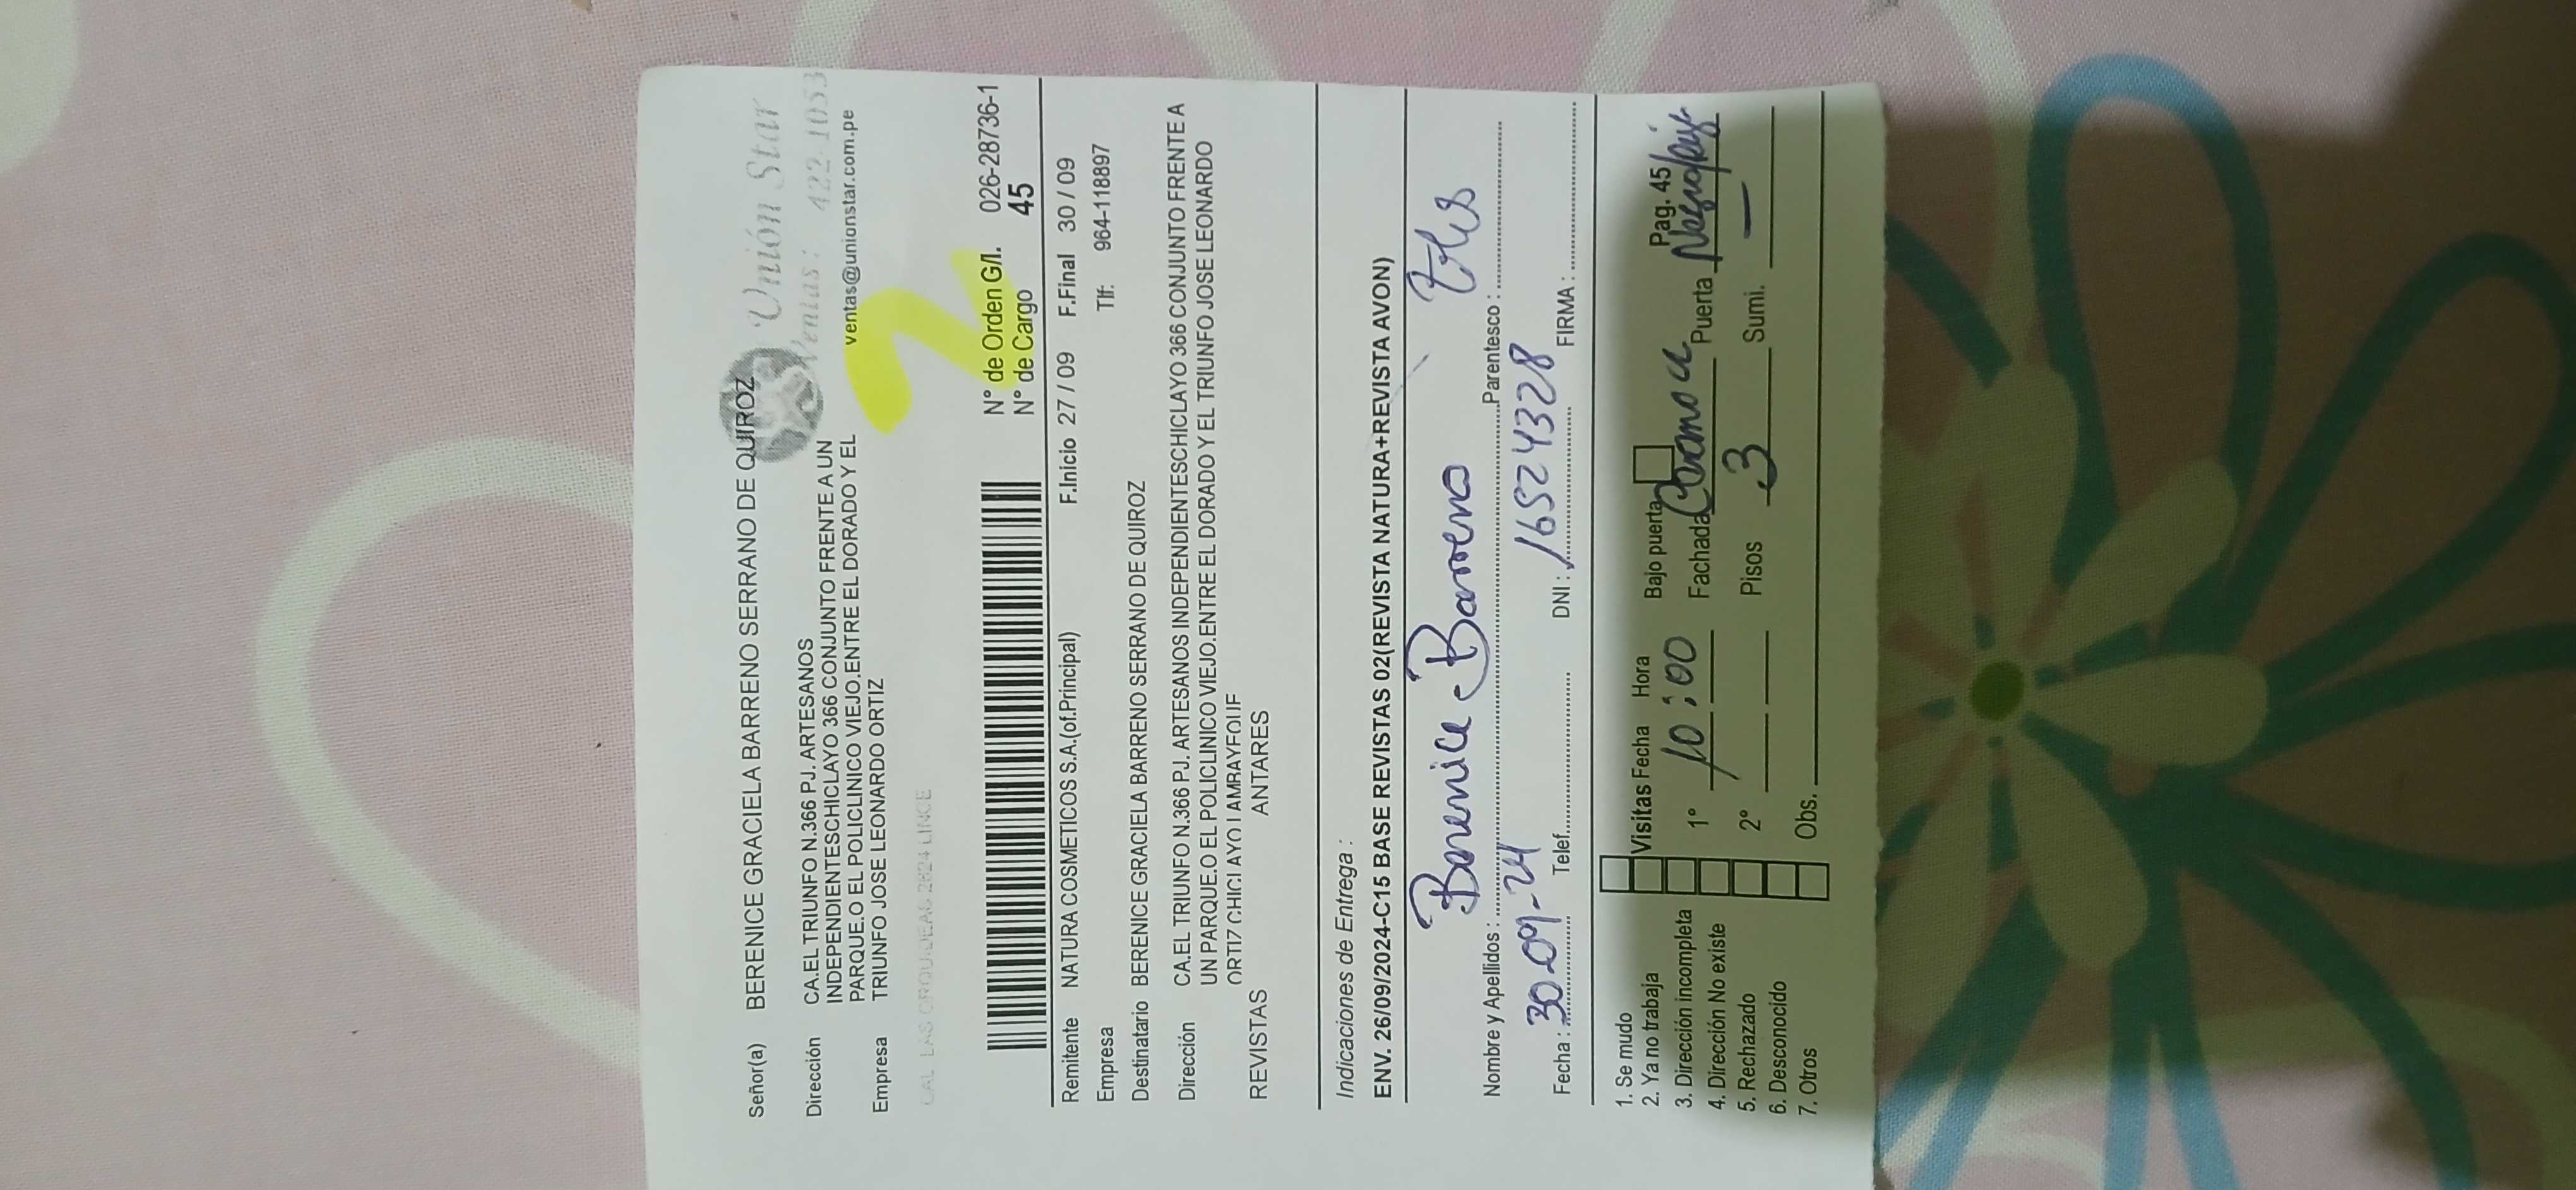 Señor(a) BERENICE GRACIELA BARRENO SERRANO DE QUIROZ
Unión Star
Ventas: 422-1053
ventas@unionstar.com.pe
Dirección CA.EL TRIUNFO N.366 PJ. ARTESANOS
INDEPENDIENTESCHICLAYO 366 CONJUNTO FRENTE A UN
PARQUE.O EL POLICLINICO VIEJO.ENTRE EL DORADO Y EL
Empresa TRIUNFO JOSE LEONARDO ORTIZ
CAL LAS ORQUIDEAS 2624 LINCE
N° de Orden G/l. 026-28736-1
N° de Cargo 45
Remitente NATURA COSMETICOS S.A.(of.Principal) F.Inicio 27 / 09 F.Final 30 / 09
Empresa Tlf: 964-118897
Destinatario BERENICE GRACIELA BARRENO SERRANO DE QUIROZ
Dirección CA.EL TRIUNFO N.366 PJ. ARTESANOS INDEPENDIENTESCHICLAYO 366 CONJUNTO FRENTE A
UN PARQUE.O EL POLICLINICO VIEJO.ENTRE EL DORADO Y EL TRIUNFO JOSE LEONARDO
REVISTAS ANTARES
Indicaciones de Entrega :
ENV. 26/09/2024-C15 BASE REVISTAS 02(REVISTA NATURA+REVISTA AVON)
Nombre y Apellidos : Berenice Barreno Parentesco :
Fecha : 30-09-24 Telef. DNI : 16524328 FIRMA :
1. Se mudo
2. Ya no trabaja
3. Dirección incompleta
4. Dirección No existe
5. Rechazado
6. Desconocido
7. Otros
Visitas Fecha Hora Bajo puerta Pag. 45
1° 10:00 Fachada Puerta
2° Pisos 3 Sumi. —
Obs.